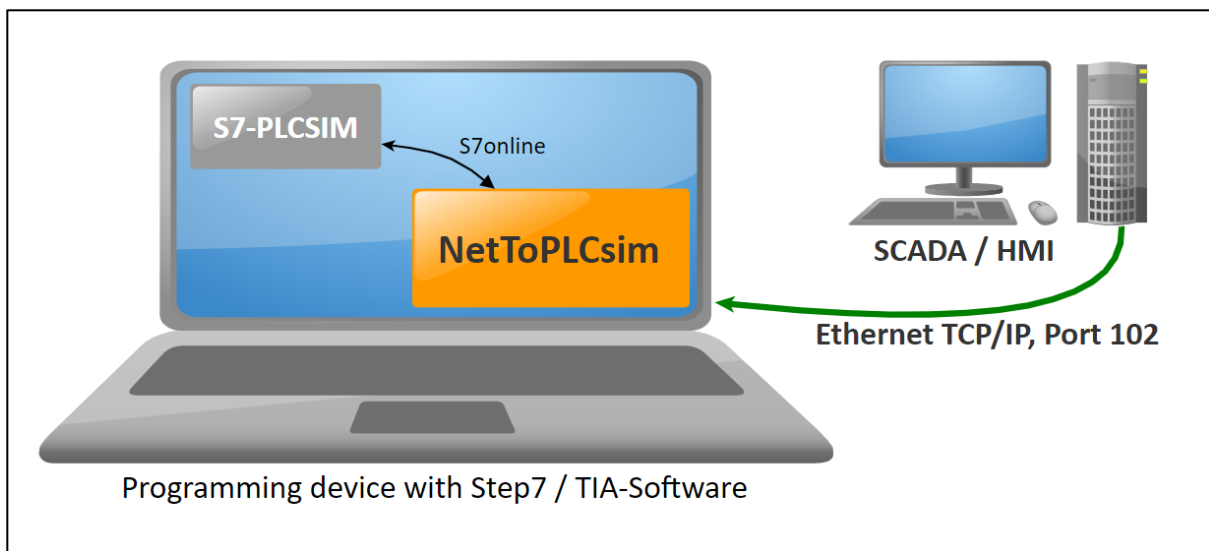 S7-PLCSIM
S7online
NetToPLCsim
SCADA / HMI
Ethernet TCP/IP, Port 102
Programming device with Step7 / TIA-Software